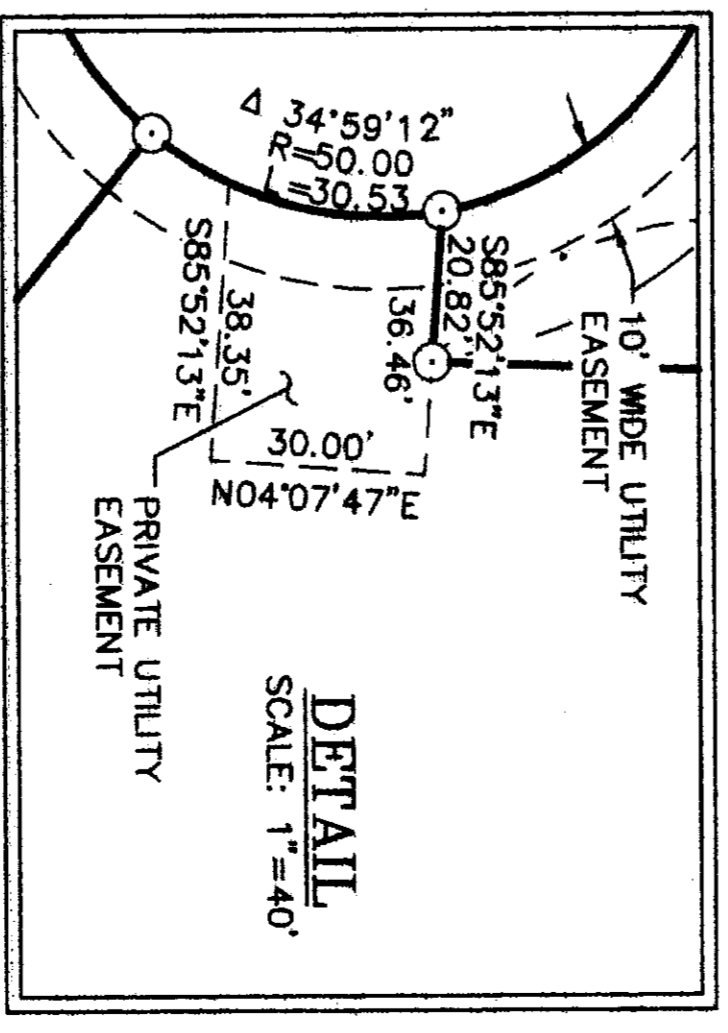 Δ 34°59'12"
R=50.00
=30.53
S85°52'13"E
20.82'
36.46'
38.35'
S85°52'13"E
30.00'
N04°07'47"E
10' WIDE UTILITY
EASEMENT
PRIVATE UTILITY
EASEMENT
DETAIL
SCALE: 1"=40'